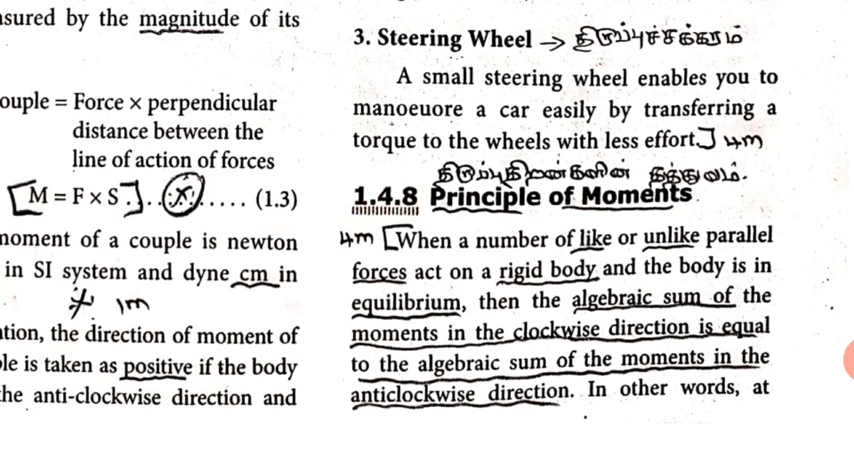 asured by the magnitude of its
ouple = Force × perpendicular
distance between the
line of action of forces
[M = F × S]. . (×) . . . . . (1.3)
moment of a couple is newton
in SI system and dyne cm in
* 1m
ation, the direction of moment of
ple is taken as positive if the body
the anti-clockwise direction and
3. Steering Wheel → திருப்புச்சக்கரம்
A small steering wheel enables you to
manoeuore a car easily by transferring a
torque to the wheels with less effort.] 4m
திருப்புதிறன்களின் தத்துவம்.
1.4.8 Principle of Moments
4m [When a number of like or unlike parallel
forces act on a rigid body and the body is in
equilibrium, then the algebraic sum of the
moments in the clockwise direction is equal
to the algebraic sum of the moments in the
anticlockwise direction. In other words, at